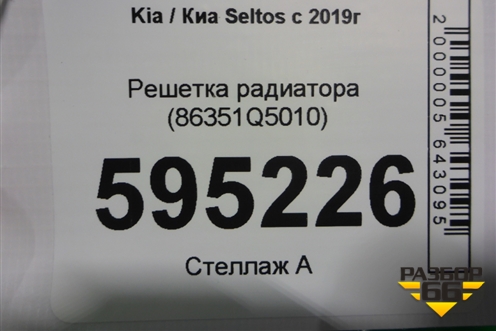 Kia / Киа Seltos с 2019г
Решетка радиатора
(86351Q5010)
595226
Стеллаж А
2000005643095
РАЗБОР
66